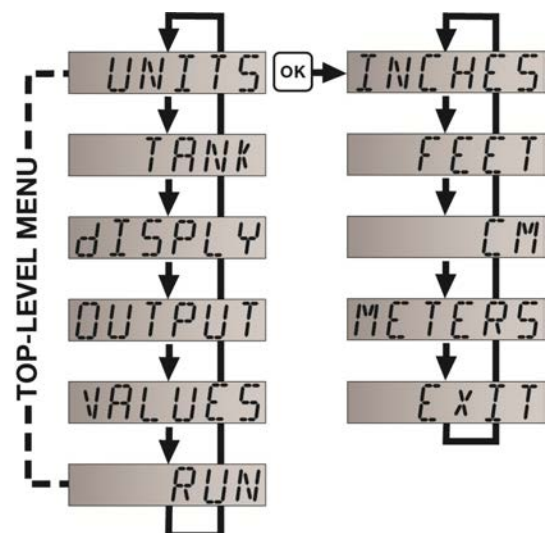 TOP-LEVEL MENU
UNITS
TANK
dISPLY
OUTPUT
VALUES
RUN
OK
INCHES
FEET
CM
METERS
ExIT